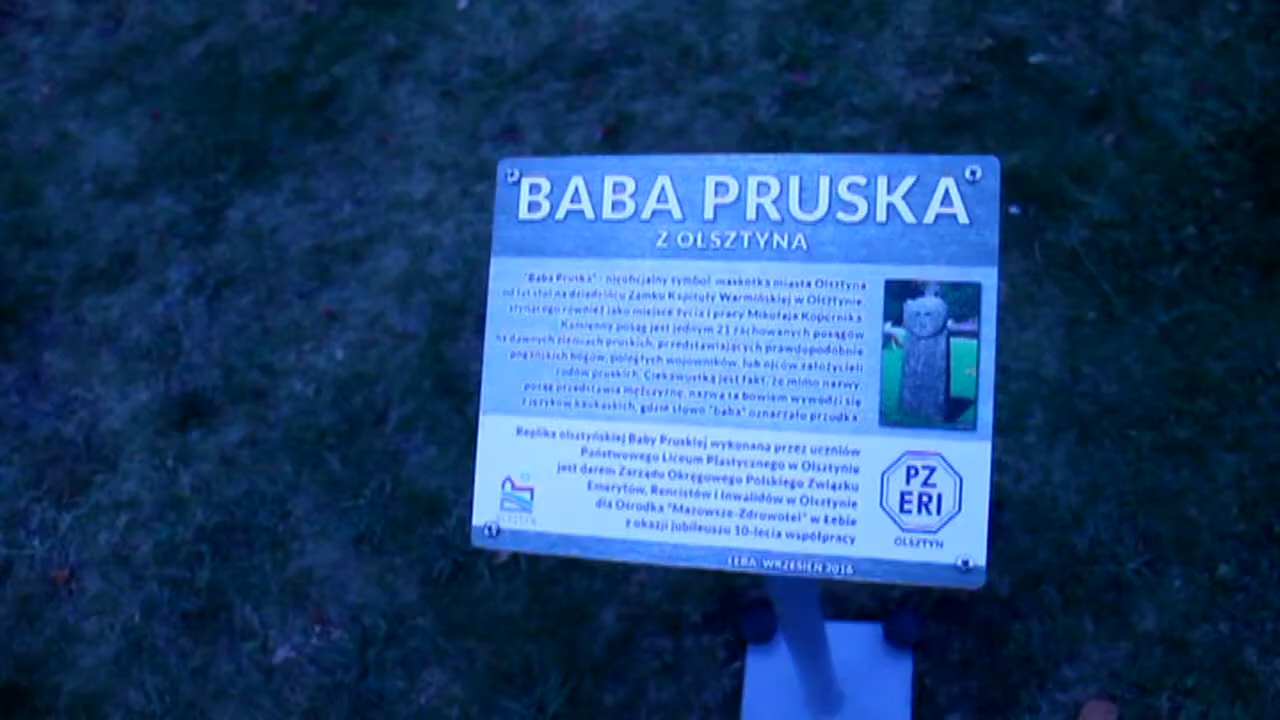 BABA PRUSKA
Z OLSZTYNA
"Baba Pruska" - nieoficjalny symbol maskotka miasta Olsztyna
od lat stoi na dziedzińcu Zamku Kapituły Warmińskiej w Olsztynie,
słynącego również jako miejsce życia i pracy Mikołaja Kopernika.
Kamienny posąg jest jednym 21 zachowanych posągów
na dawnych ziemiach pruskich, przedstawiających prawdopodobnie
pogańskich bogów, poległych wojowników, lub ojców założycieli
rodów pruskich. Ciekawostką jest fakt, że mimo nazwy,
posąg przedstawia mężczyznę, nazwa ta bowiem wywodzi się
z języków kaukaskich, gdzie słowo "baba" oznaczało przodka.
Replika olsztyńskiej Baby Pruskiej wykonana przez uczniów
Państwowego Liceum Plastycznego w Olsztynie
jest darem Zarządu Okręgowego Polskiego Związku
Emerytów, Rencistów i Inwalidów w Olsztynie
dla Ośrodka "Mazowsze-Zdrowotel" w Łebie
z okazji jubileuszu 10-lecia współpracy
OLSZTYN
PZ
ERI
OLSZTYN
ŁEBA, WRZESIEŃ 2016